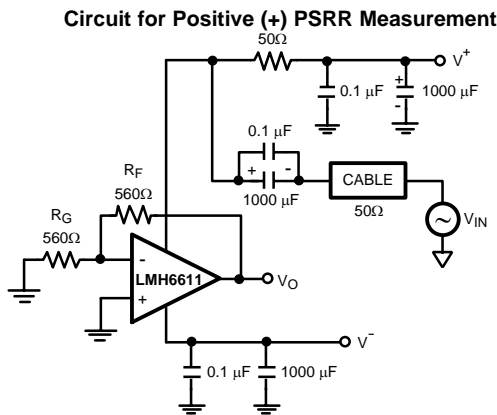 Circuit for Positive (+) PSRR Measurement
50Ω
V+
0.1 μF
+
-
1000 μF
0.1 μF
+
-
1000 μF
CABLE
50Ω
VIN
RF
560Ω
RG
560Ω
-
LMH6611
+
VO
V-
0.1 μF
1000 μF